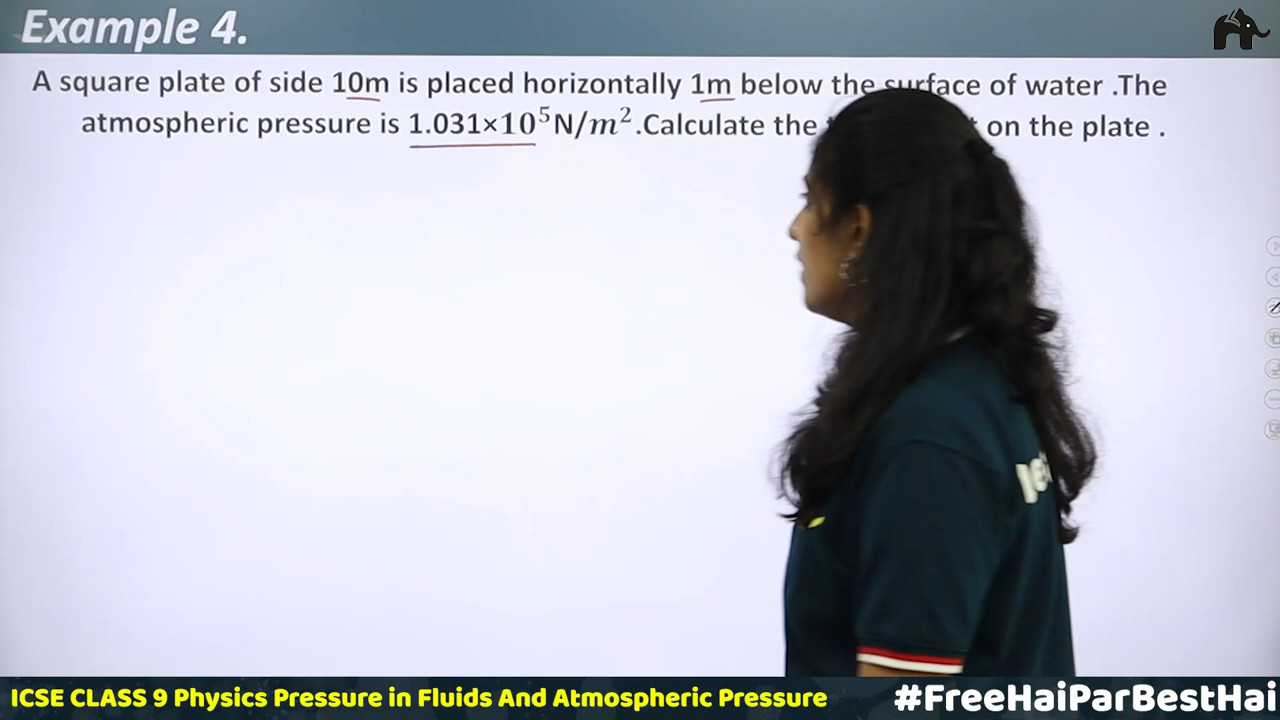 Example 4.
A square plate of side 10m is placed horizontally 1m below the surface of water .The
atmospheric pressure is 1.031×10⁵N/m².Calculate the on the plate .
ICSE CLASS 9 Physics Pressure in Fluids And Atmospheric Pressure
#FreeHaiParBestHai